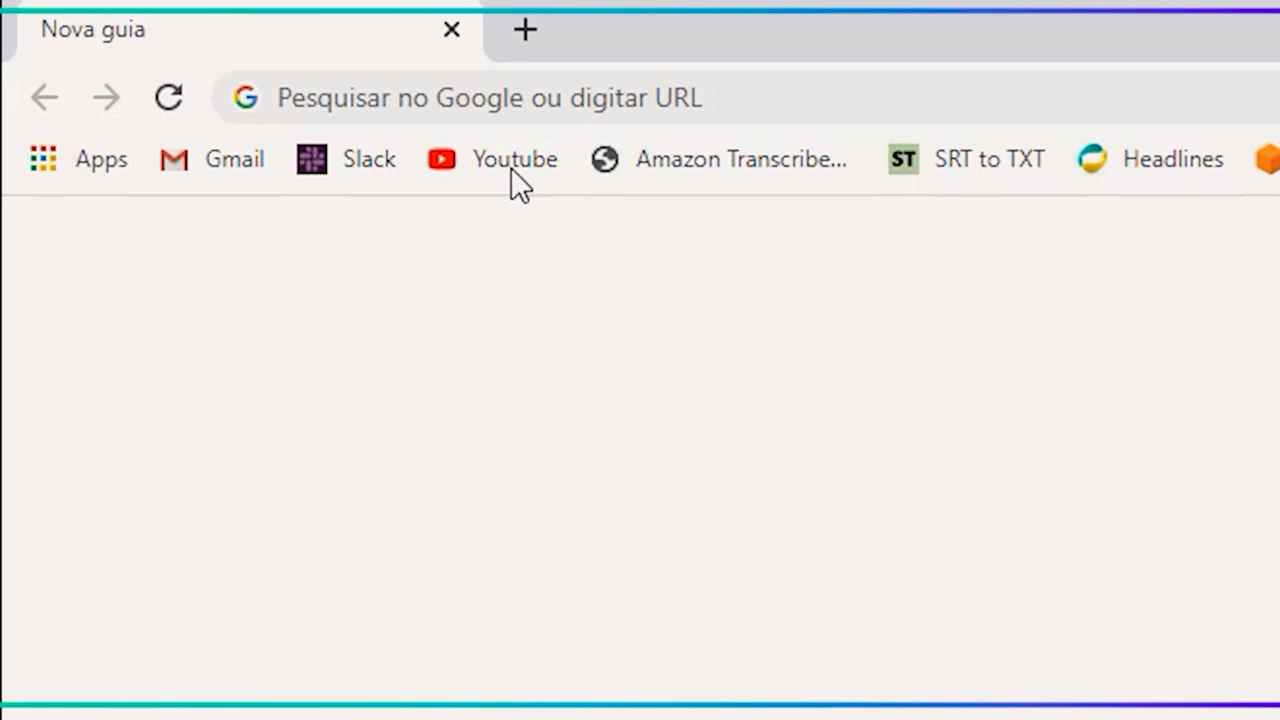 Nova guia
Pesquisar no Google ou digitar URL
Apps Gmail Slack Youtube Amazon Transcribe... ST SRT to TXT Headlines